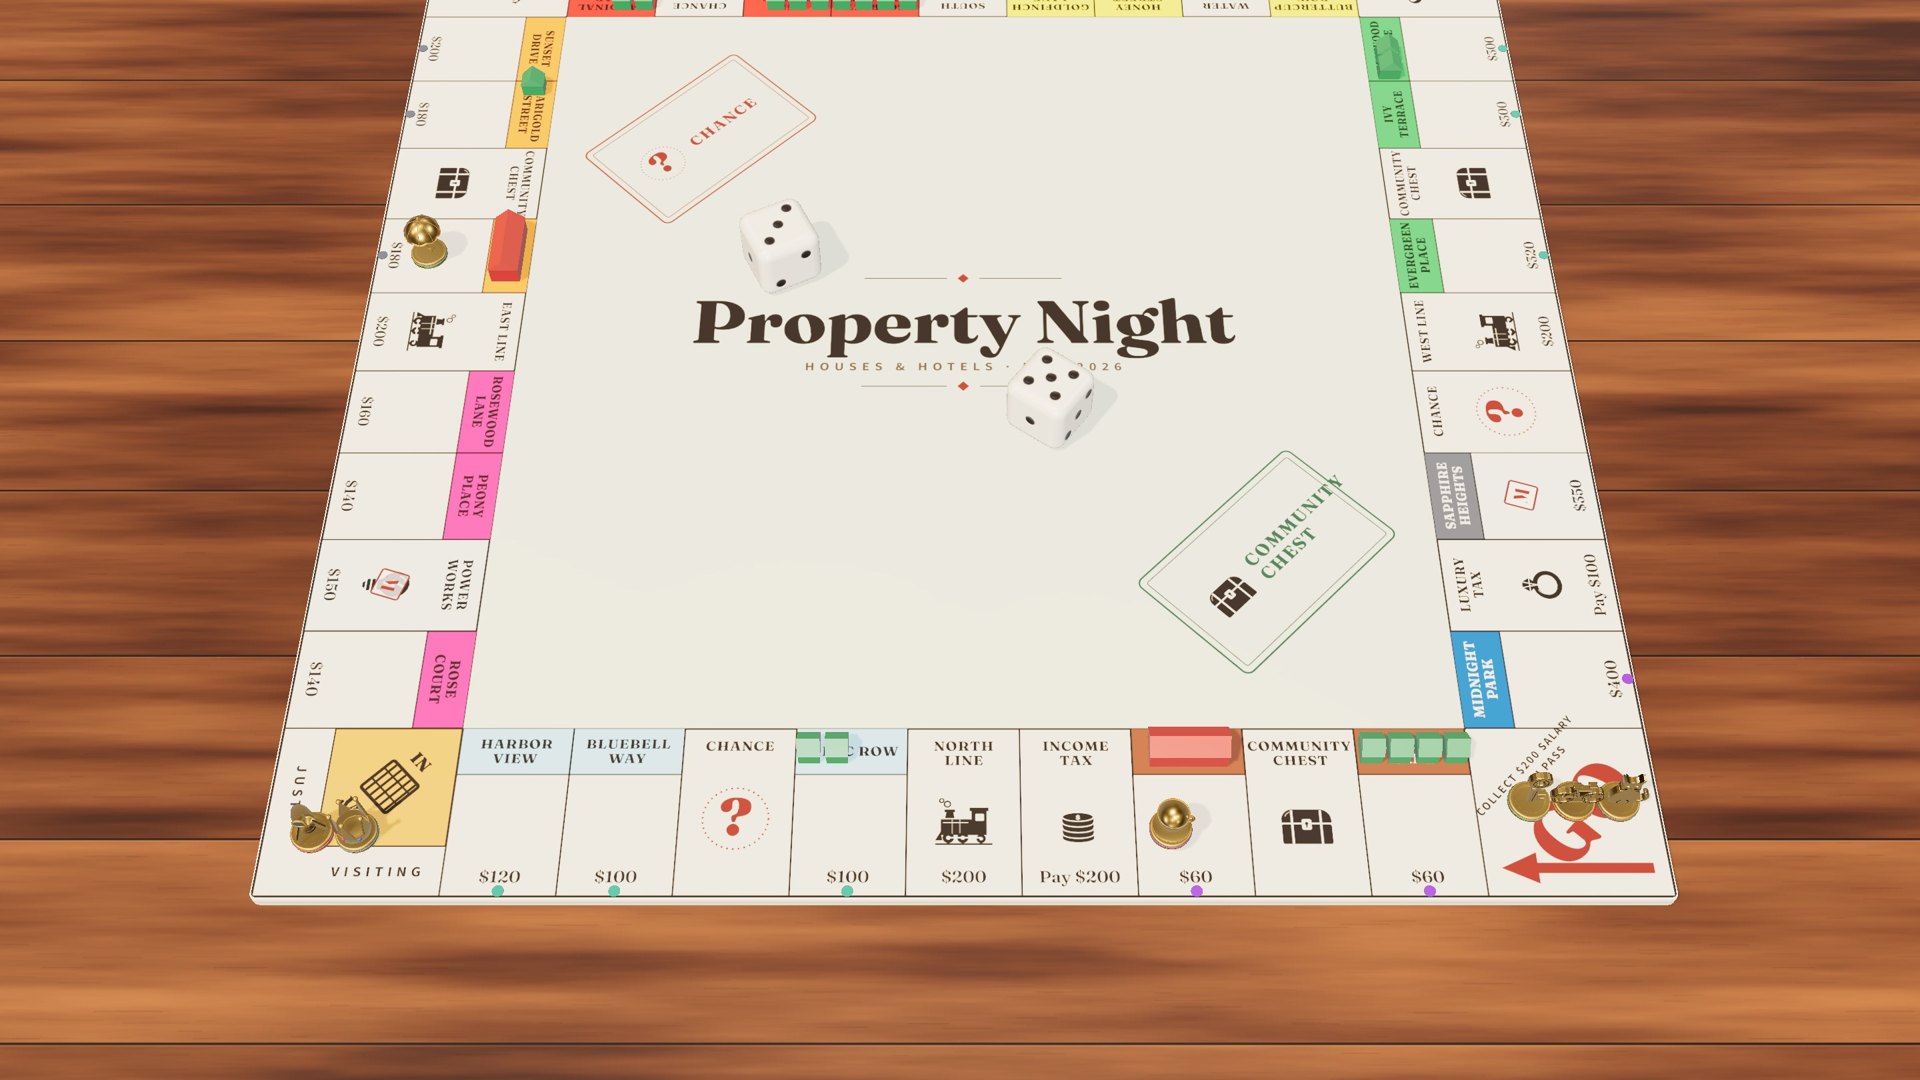 CHANCE
SOUTH
GOLDFINCH
HONEY
WATER
BUTTERCUP
$200
SUNSET
DRIVE
$180
STREET
COMMUNITY
CHEST
$180
$200
EAST LINE
$160
ROSEWOOD
LANE
$140
PEONY
PLACE
$150
POWER
WORKS
$140
ROSE
COURT
CHANCE
?
Property Night
HOUSES & HOTELS
COMMUNITY
CHEST
$300
IVY
TERRACE
$300
COMMUNITY
CHEST
EVERGREEN
PLACE
$320
WEST LINE
$200
CHANCE
?
SAPPHIRE
HEIGHTS
M
$350
LUXURY
TAX
Pay $100
MIDNIGHT
PARK
$400
IN
VISITING
HARBOR
VIEW
$120
BLUEBELL
WAY
$100
CHANCE
?
ROW
$100
NORTH
LINE
$200
INCOME
TAX
Pay $200
$60
COMMUNITY
CHEST
$60
COLLECT $200 SALARY
PASS
GO